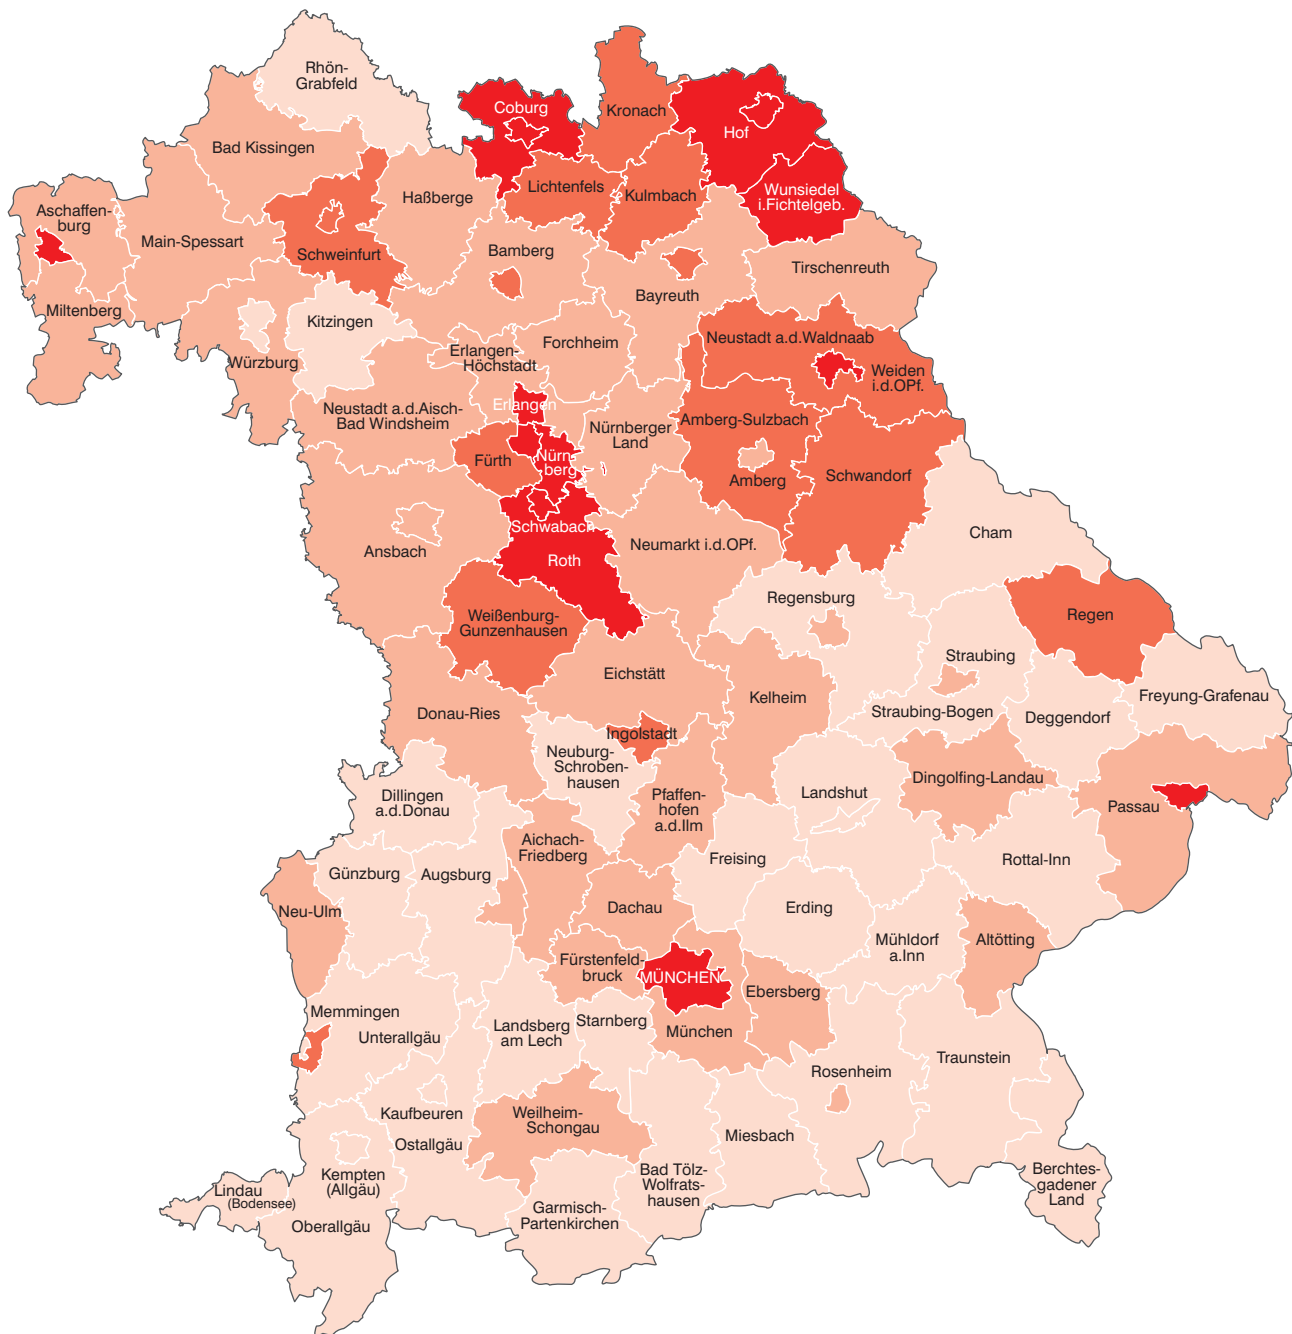 Rhön-
Grabfeld
Coburg
Kronach
Hof
Bad Kissingen
Haßberge
Lichtenfels
Kulmbach
Wunsiedel
i.Fichtelgeb.
Aschaffen-
burg
Main-Spessart
Schweinfurt
Bamberg
Bayreuth
Tirschenreuth
Miltenberg
Kitzingen
Würzburg
Erlangen-
Höchstadt
Forchheim
Neustadt a.d.Waldnaab
Weiden
i.d.OPf.
Neustadt a.d.Aisch-
Bad Windsheim
Erlangen
Nürnberger
Land
Amberg-Sulzbach
Fürth
Nürn-
berg
Amberg
Schwandorf
Ansbach
Schwabach
Roth
Neumarkt i.d.OPf.
Cham
Weißenburg-
Gunzenhausen
Regensburg
Regen
Straubing
Eichstätt
Kelheim
Straubing-Bogen
Deggendorf
Freyung-Grafenau
Donau-Ries
Ingolstadt
Neuburg-
Schroben-
hausen
Dingolfing-Landau
Dillingen
a.d.Donau
Pfaffen-
hofen
a.d.Ilm
Landshut
Passau
Aichach-
Friedberg
Freising
Rottal-Inn
Günzburg
Augsburg
Neu-Ulm
Dachau
Erding
Mühldorf
a.Inn
Altötting
Fürstenfeld-
bruck
MÜNCHEN
Ebersberg
Memmingen
Unterallgäu
Landsberg
am Lech
Starnberg
München
Rosenheim
Traunstein
Kaufbeuren
Ostallgäu
Weilheim-
Schongau
Miesbach
Kempten
(Allgäu)
Lindau
(Bodensee)
Oberallgäu
Garmisch-
Partenkirchen
Bad Tölz-
Wolfrats-
hausen
Berchtes-
gadener
Land